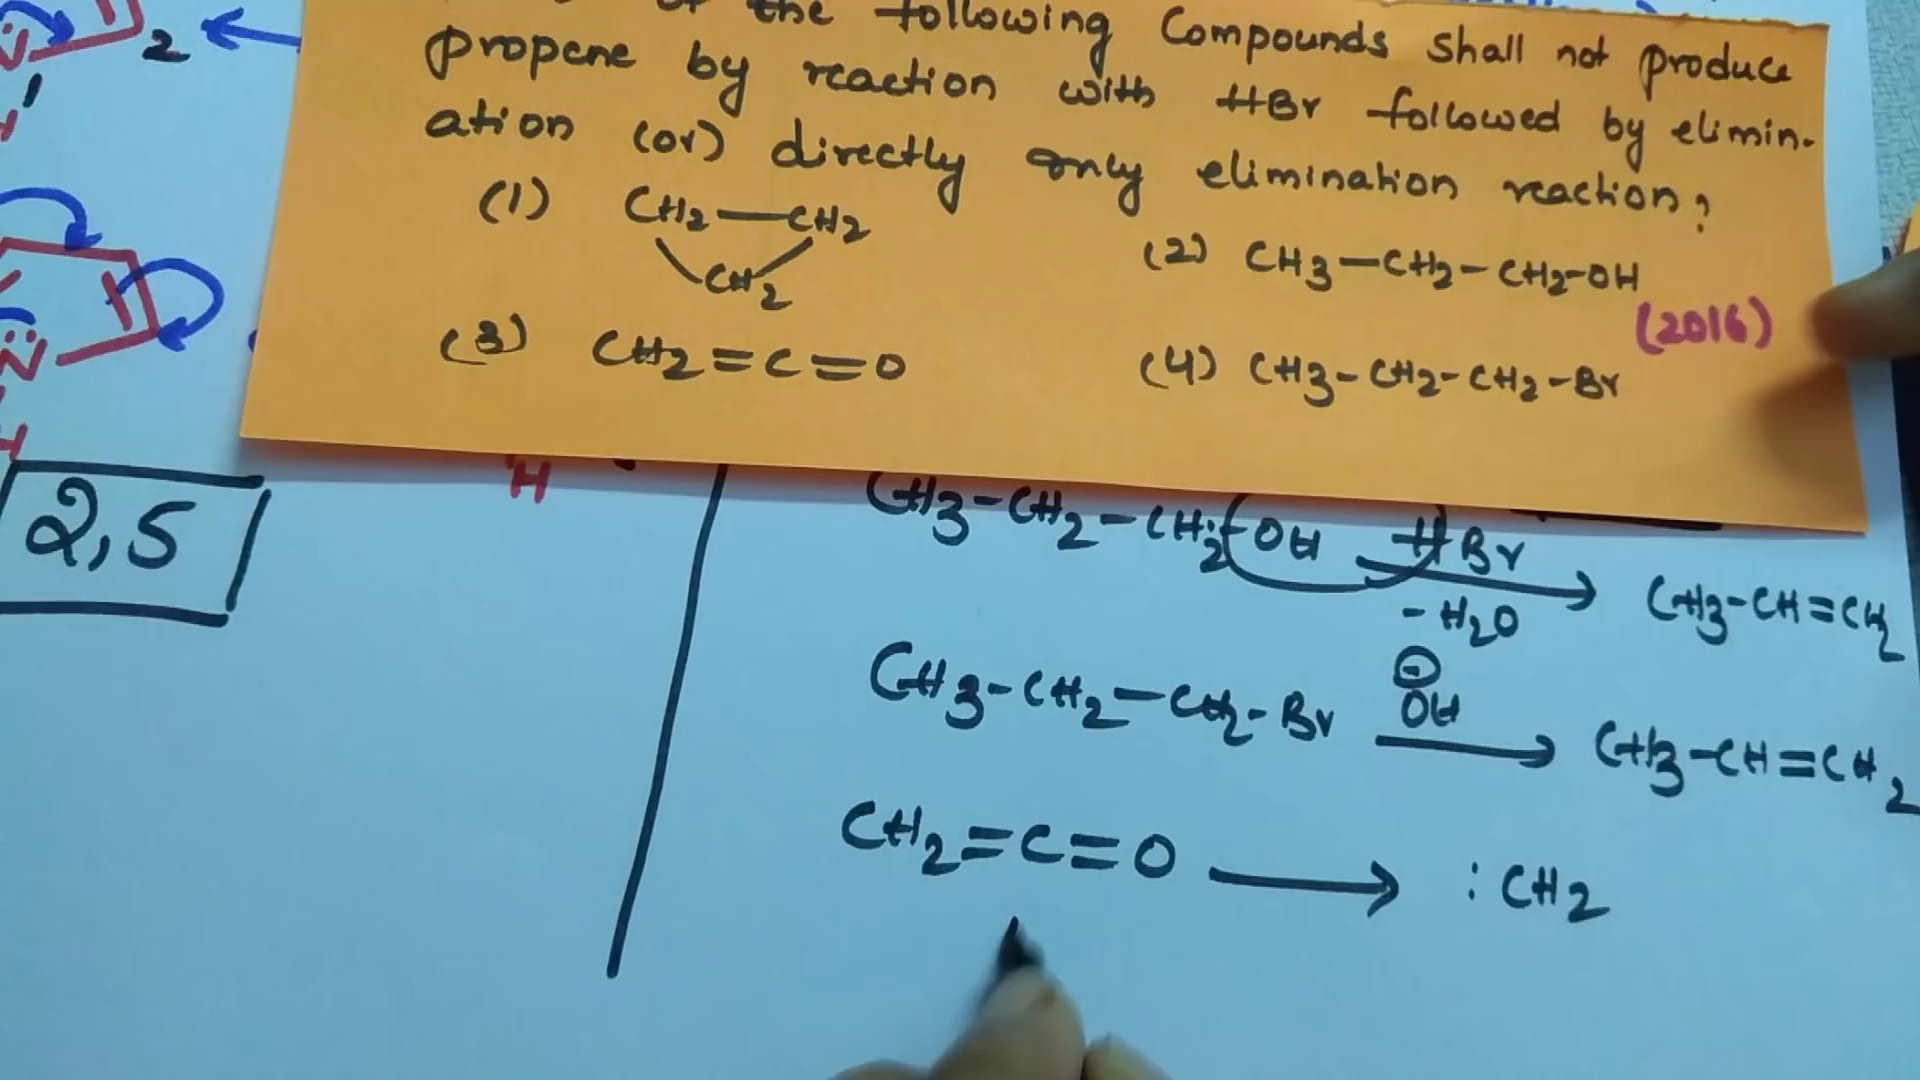 the following Compounds shall not produce
propene by reaction with HBr followed by elimin-
ation (or) directly only elimination reaction?
(1) CH2—CH2
CH2
(2) CH3—CH2-CH2-OH
(2016)
(3) CH2=C=O
(4) CH3-CH2-CH2-Br
2
1
N
H
N
H
2,5
H
CH3-CH2-CH2-OH HBr → CH3-CH=CH2
-H2O
CH3-CH2-CH2-Br ⊖OH → CH3-CH=CH2
CH2=C=O → :CH2